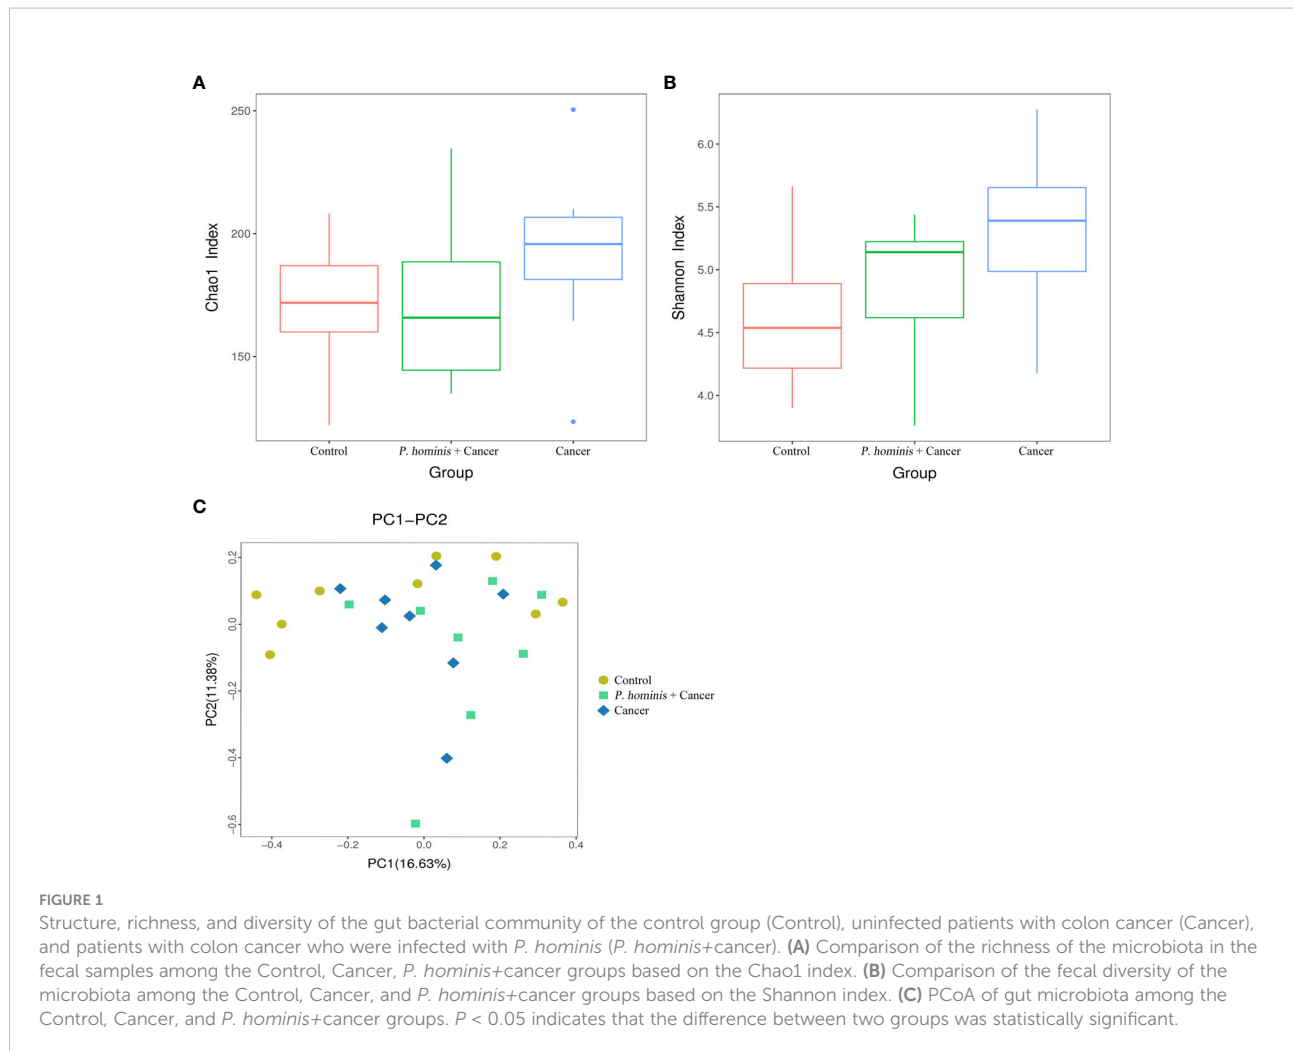 A
250
200
150
Chao1 Index
Control
P. hominis + Cancer
Cancer
Group
B
6.0
5.5
5.0
4.5
4.0
Shannon Index
Control
P. hominis + Cancer
Cancer
Group
C
PC1−PC2
0.2
0.0
−0.2
−0.4
−0.6
PC2(11.38%)
−0.4
−0.2
0.0
0.2
0.4
PC1(16.63%)
Control
P. hominis + Cancer
Cancer
FIGURE 1
Structure, richness, and diversity of the gut bacterial community of the control group (Control), uninfected patients with colon cancer (Cancer),
and patients with colon cancer who were infected with P. hominis (P. hominis+cancer). (A) Comparison of the richness of the microbiota in the
fecal samples among the Control, Cancer, P. hominis+cancer groups based on the Chao1 index. (B) Comparison of the fecal diversity of the
microbiota among the Control, Cancer, and P. hominis+cancer groups based on the Shannon index. (C) PCoA of gut microbiota among the
Control, Cancer, and P. hominis+cancer groups. P < 0.05 indicates that the difference between two groups was statistically significant.